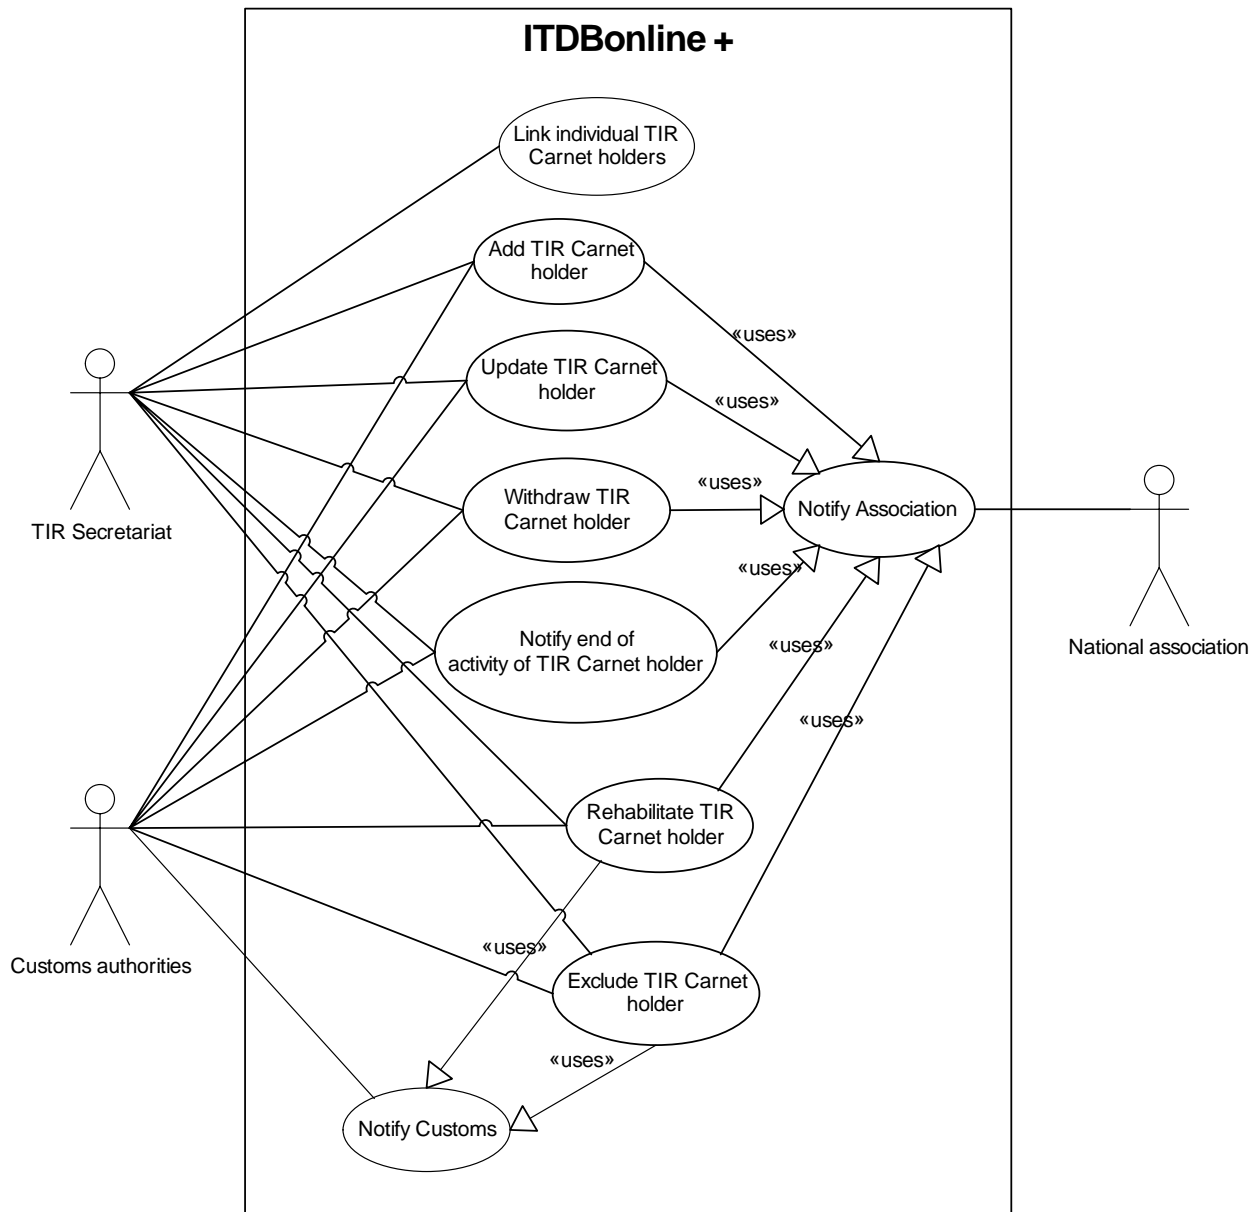 ITDBonline +
Link individual TIR
Carnet holders
Add TIR Carnet
holder
«uses»
Update TIR Carnet
holder
«uses»
Withdraw TIR
Carnet holder
«uses»
Notify Association
TIR Secretariat
«uses»
Notify end of
activity of TIR Carnet holder
«uses»
National association
«uses»
Rehabilitate TIR
Carnet holder
«uses»
Customs authorities
Exclude TIR Carnet
holder
«uses»
Notify Customs